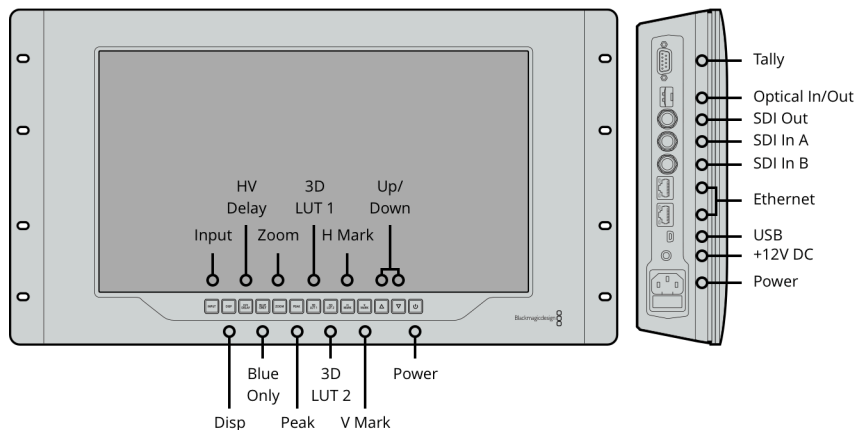 HV
Delay
3D
LUT 1
Up/
Down
Input
Zoom
H Mark
Blackmagicdesign
Blue
Only
3D
LUT 2
Power
Disp
Peak
V Mark
Tally
Optical In/Out
SDI Out
SDI In A
SDI In B
Ethernet
USB
+12V DC
Power